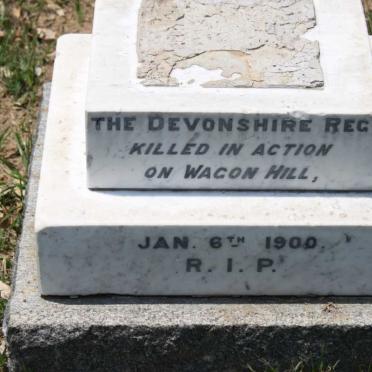 THE DEVONSHIRE REG
KILLED IN ACTION
ON WAGON HILL,
JAN. 6TH 1900.
R. I. P.